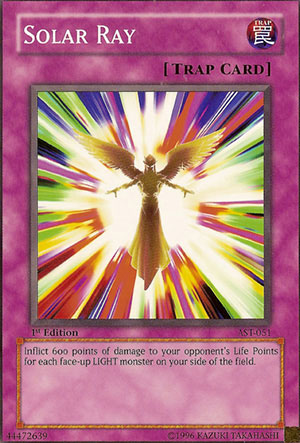 Solar Ray
TRAP
罠
[Trap Card]
1st Edition
AST-051
Inflict 600 points of damage to your opponent's Life Points
for each face-up LIGHT monster on your side of the field.
44472639
©1996 KAZUKI TAKAHASHI